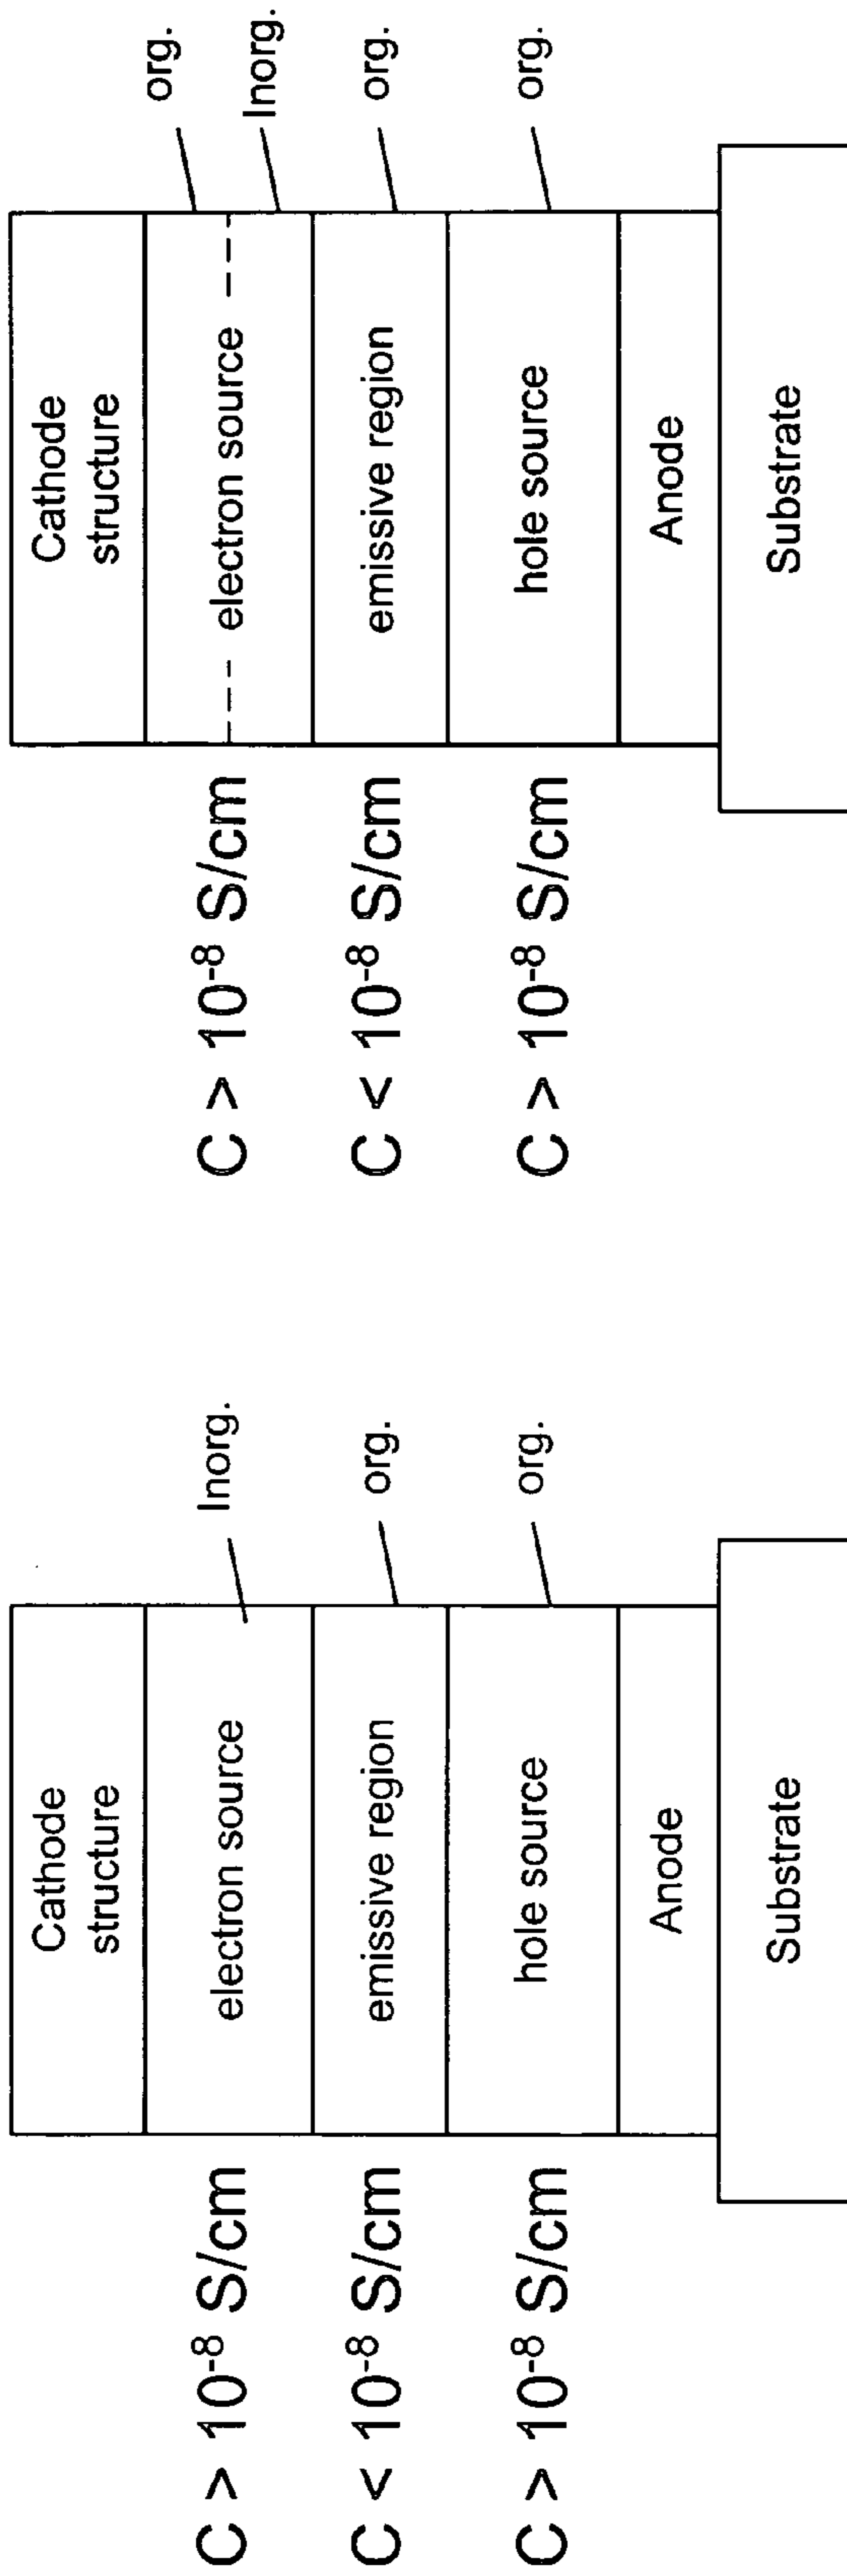 Cathode
structure
C > 10⁻⁸ S/cm
electron source
Inorg.
C < 10⁻⁸ S/cm
emissive region
org.
C > 10⁻⁸ S/cm
hole source
org.
Anode
Substrate
Cathode
structure
org.
C > 10⁻⁸ S/cm
electron source
Inorg.
C < 10⁻⁸ S/cm
emissive region
org.
C > 10⁻⁸ S/cm
hole source
org.
Anode
Substrate